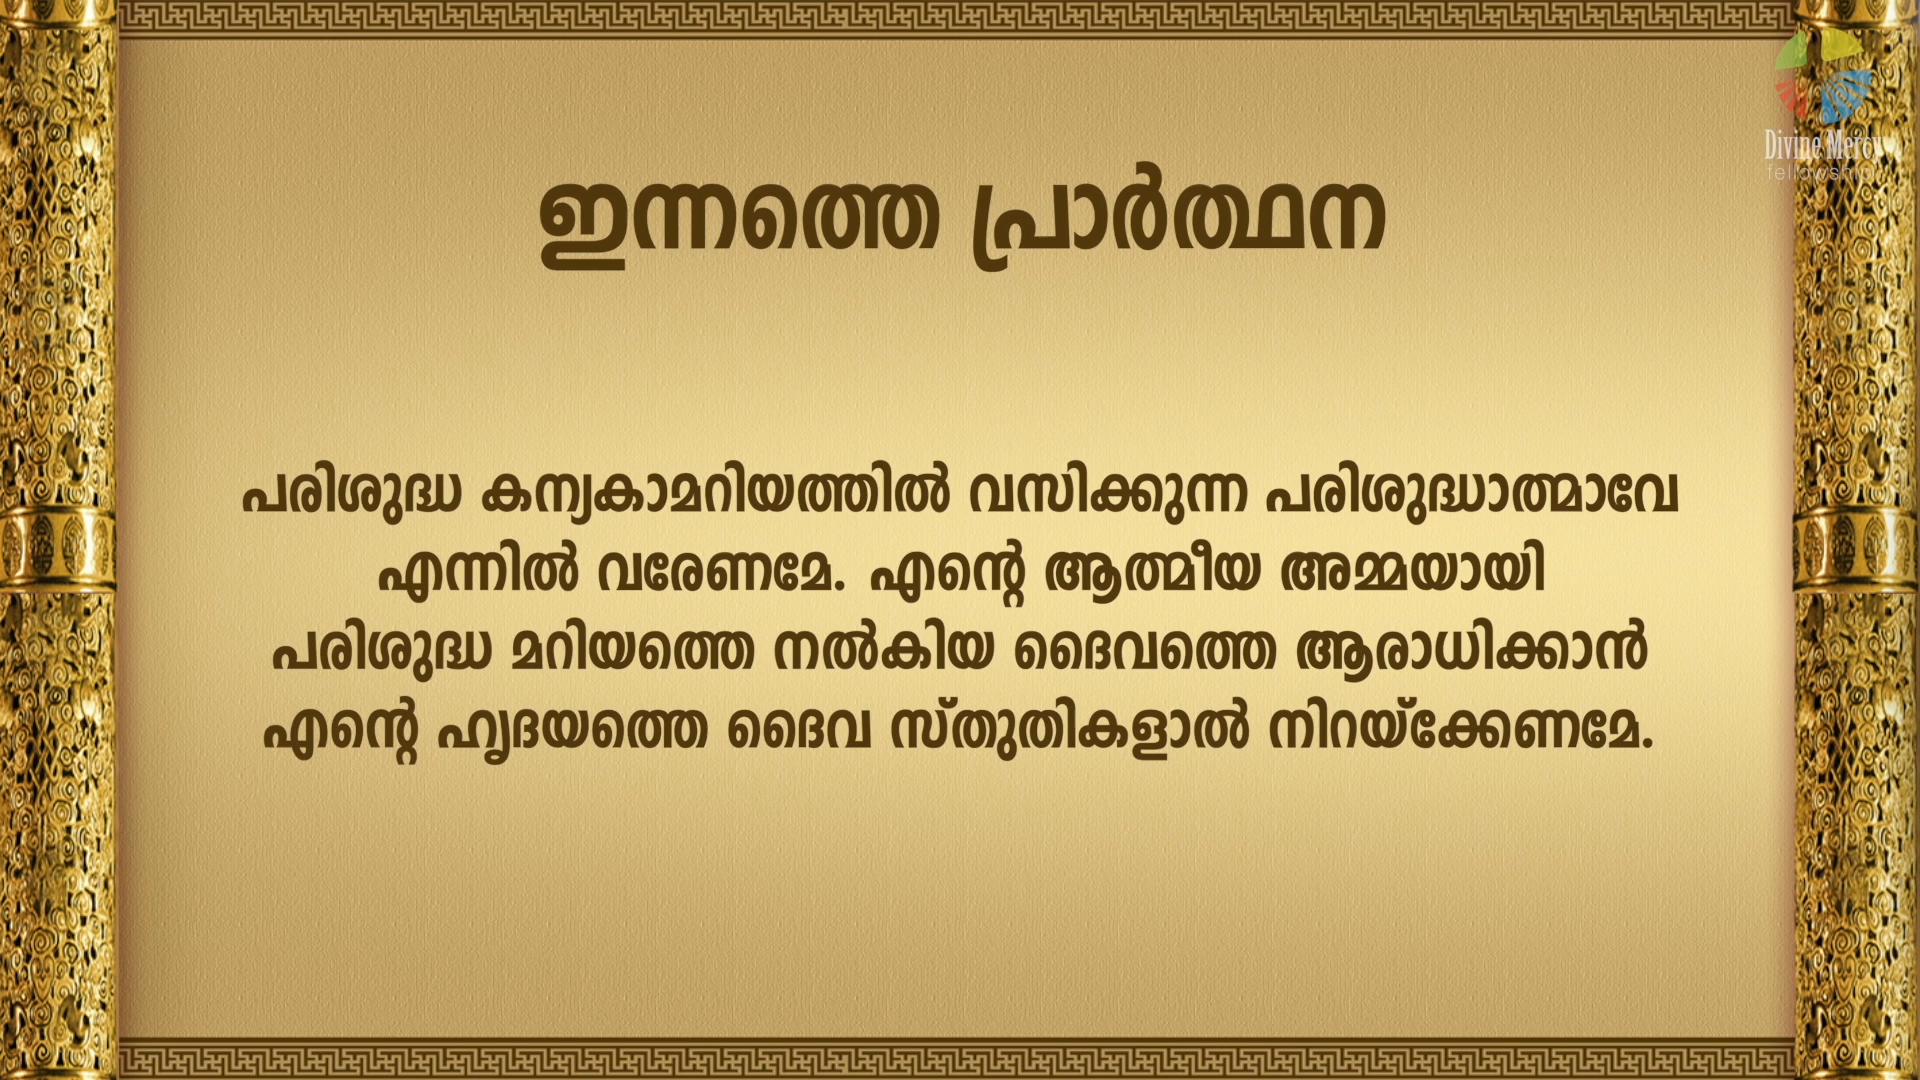 Divine Mercy
fellowship
ഇന്നത്തെ പ്രാർത്ഥന
പരിശുദ്ധ കന്യകാമറിയത്തിൽ വസിക്കുന്ന പരിശുദ്ധാത്മാവേ
എന്നിൽ വരേണമേ. എന്റെ ആത്മീയ അമ്മയായി
പരിശുദ്ധ മറിയത്തെ നൽകിയ ദൈവത്തെ ആരാധിക്കാൻ
എന്റെ ഹൃദയത്തെ ദൈവ സ്തുതികളാൽ നിറയ്ക്കേണമേ.